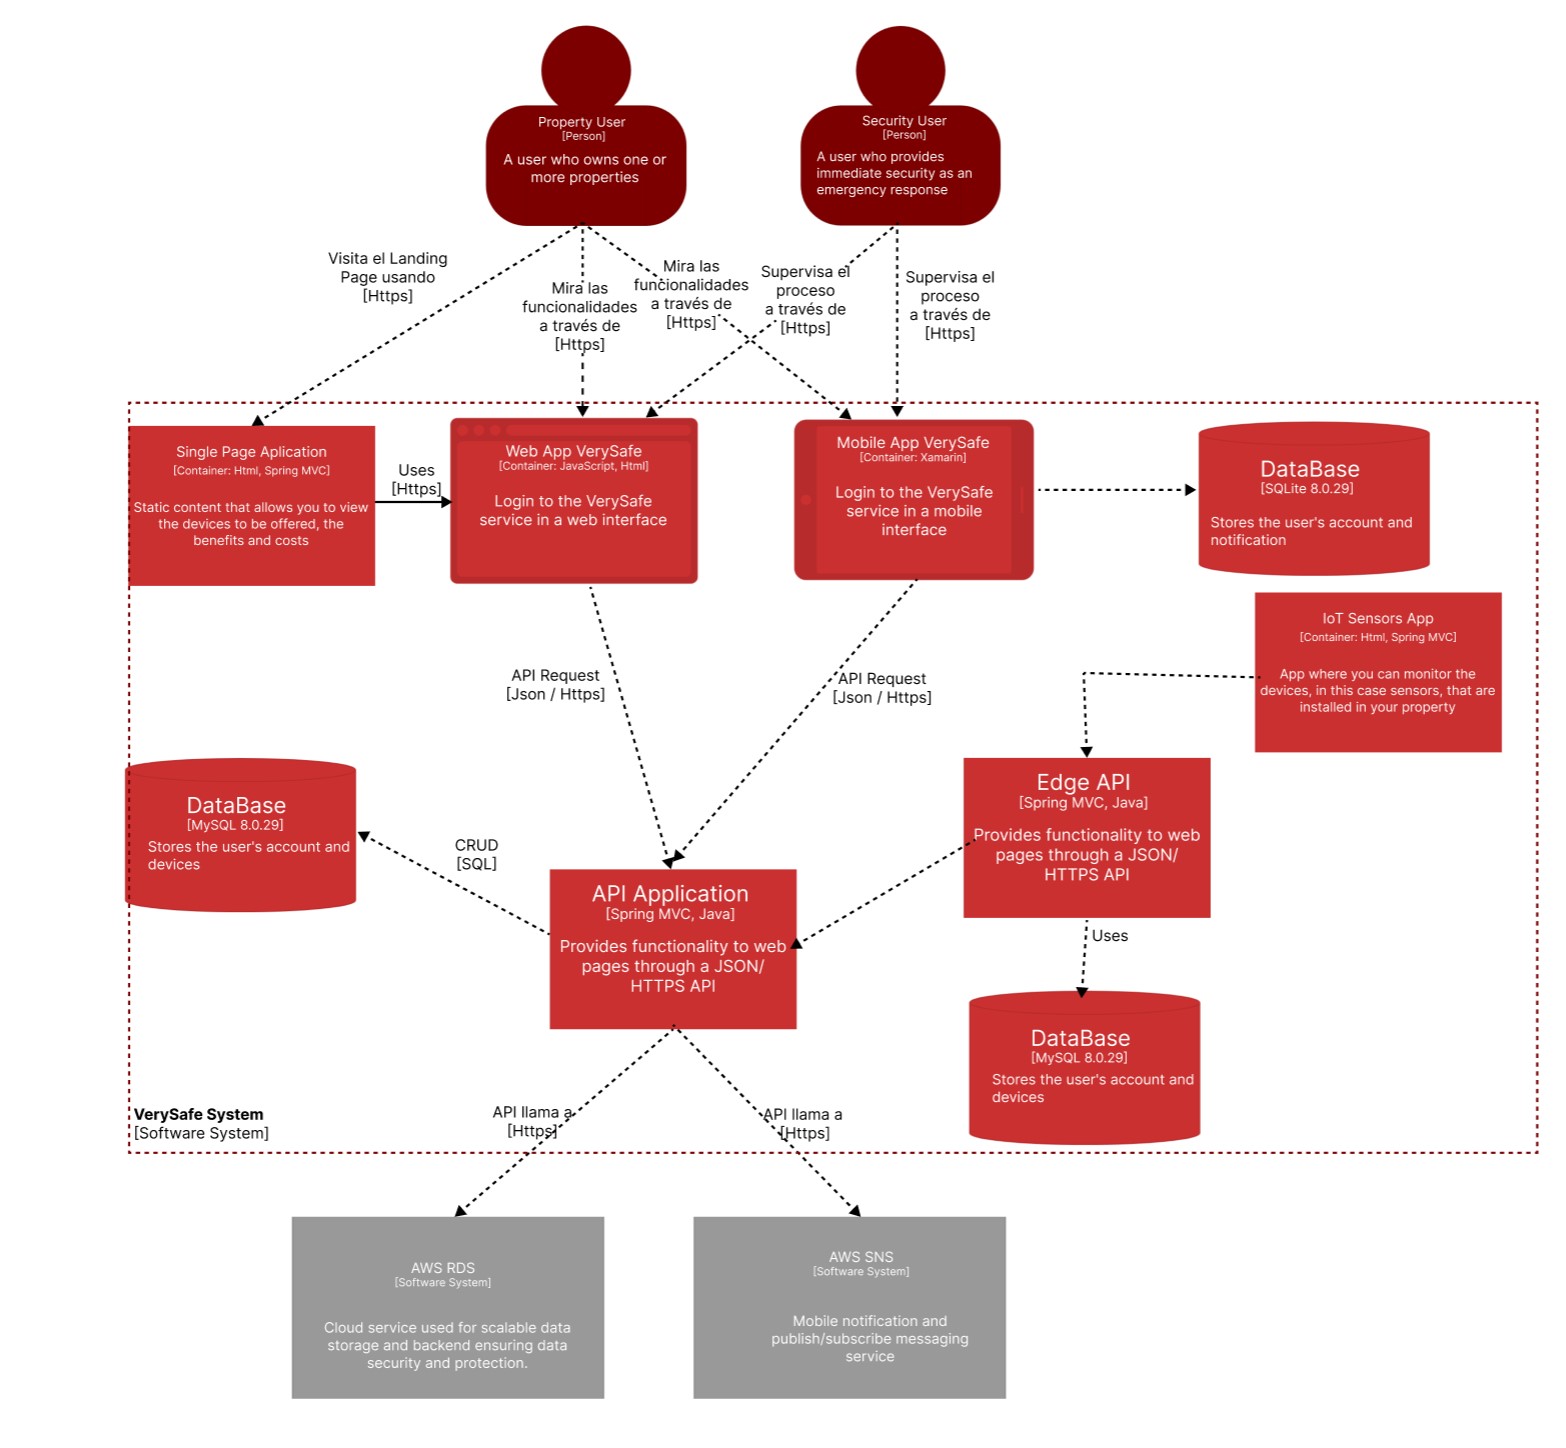 Property User
[Person]
A user who owns one or
more properties
Security User
[Person]
A user who provides
immediate security as an
emergency response
Visita el Landing
Page usando
[Https]
Mira las
funcionalidades
a través de
[Https]
Mira las
funcionalidades
a través de
[Https]
Supervisa el
proceso
a través de
[Https]
Supervisa el
proceso
a través de
[Https]
Single Page Aplication
[Container: Html, Spring MVC]
Static content that allows you to view
the devices to be offered, the
benefits and costs
Uses
[Https]
Web App VerySafe
[Container: JavaScript, Html]
Login to the VerySafe
service in a web interface
Mobile App VerySafe
[Container: Xamarin]
Login to the VerySafe
service in a mobile
interface
DataBase
[SQLite 8.0.29]
Stores the user's account and
notification
IoT Sensors App
[Container: Html, Spring MVC]
App where you can monitor the
devices, in this case sensors, that are
installed in your property
API Request
[Json / Https]
API Request
[Json / Https]
DataBase
[MySQL 8.0.29]
Stores the user's account and
devices
CRUD
[SQL]
API Application
[Spring MVC, Java]
Provides functionality to web
pages through a JSON/
HTTPS API
Edge API
[Spring MVC, Java]
Provides functionality to web
pages through a JSON/
HTTPS API
Uses
DataBase
[MySQL 8.0.29]
Stores the user's account and
devices
VerySafe System
[Software System]
API llama a
[Https]
API llama a
[Https]
AWS RDS
[Software System]
Cloud service used for scalable data
storage and backend ensuring data
security and protection.
AWS SNS
[Software System]
Mobile notification and
publish/subscribe messaging
service